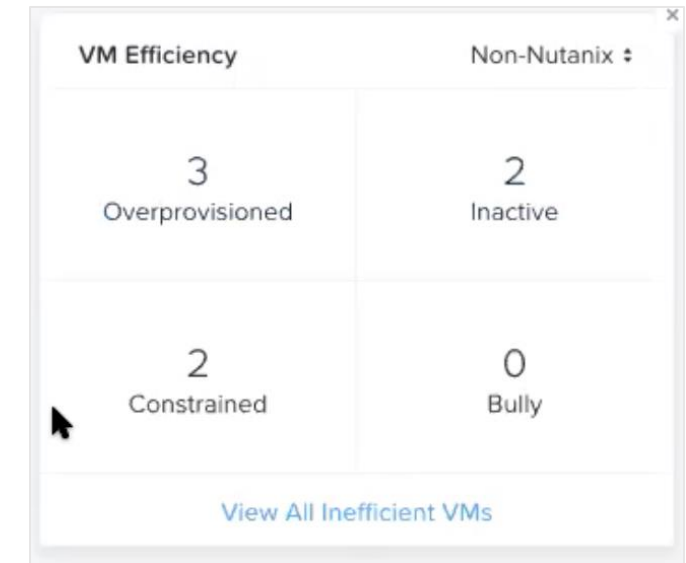 VM Efficiency Non-Nutanix
3
Overprovisioned
2
Inactive
2
Constrained
0
Bully
View All Inefficient VMs